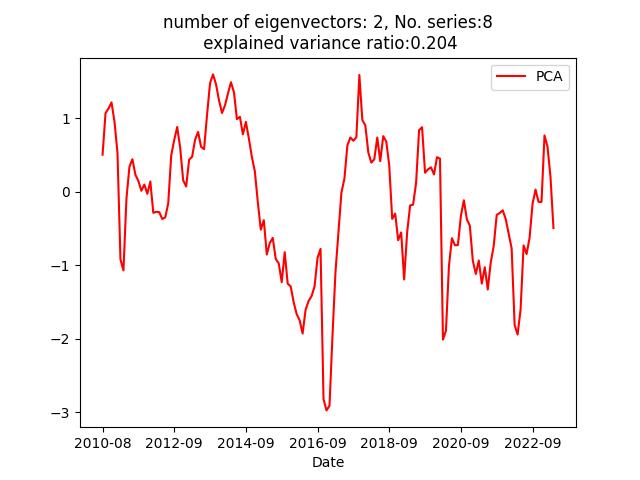 number of eigenvectors: 2, No. series:8
explained variance ratio:0.204
PCA
1
0
−1
−2
−3
2010-08 2012-09 2014-09 2016-09 2018-09 2020-09 2022-09
Date